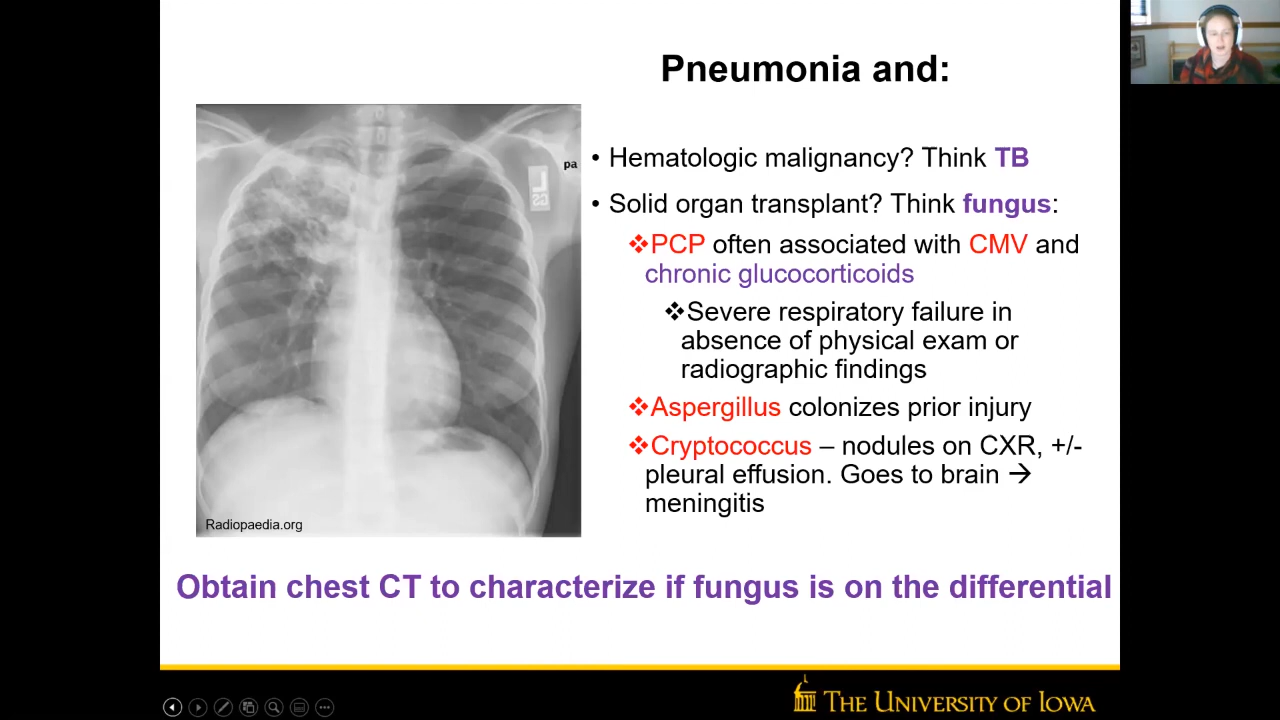 Pneumonia and:
pa
L
• Hematologic malignancy? Think TB
• Solid organ transplant? Think fungus:
❖PCP often associated with CMV and
chronic glucocorticoids
❖Severe respiratory failure in
absence of physical exam or
radiographic findings
❖Aspergillus colonizes prior injury
❖Cryptococcus – nodules on CXR, +/-
pleural effusion. Goes to brain →
meningitis
Radiopaedia.org
Obtain chest CT to characterize if fungus is on the differential
THE UNIVERSITY OF IOWA